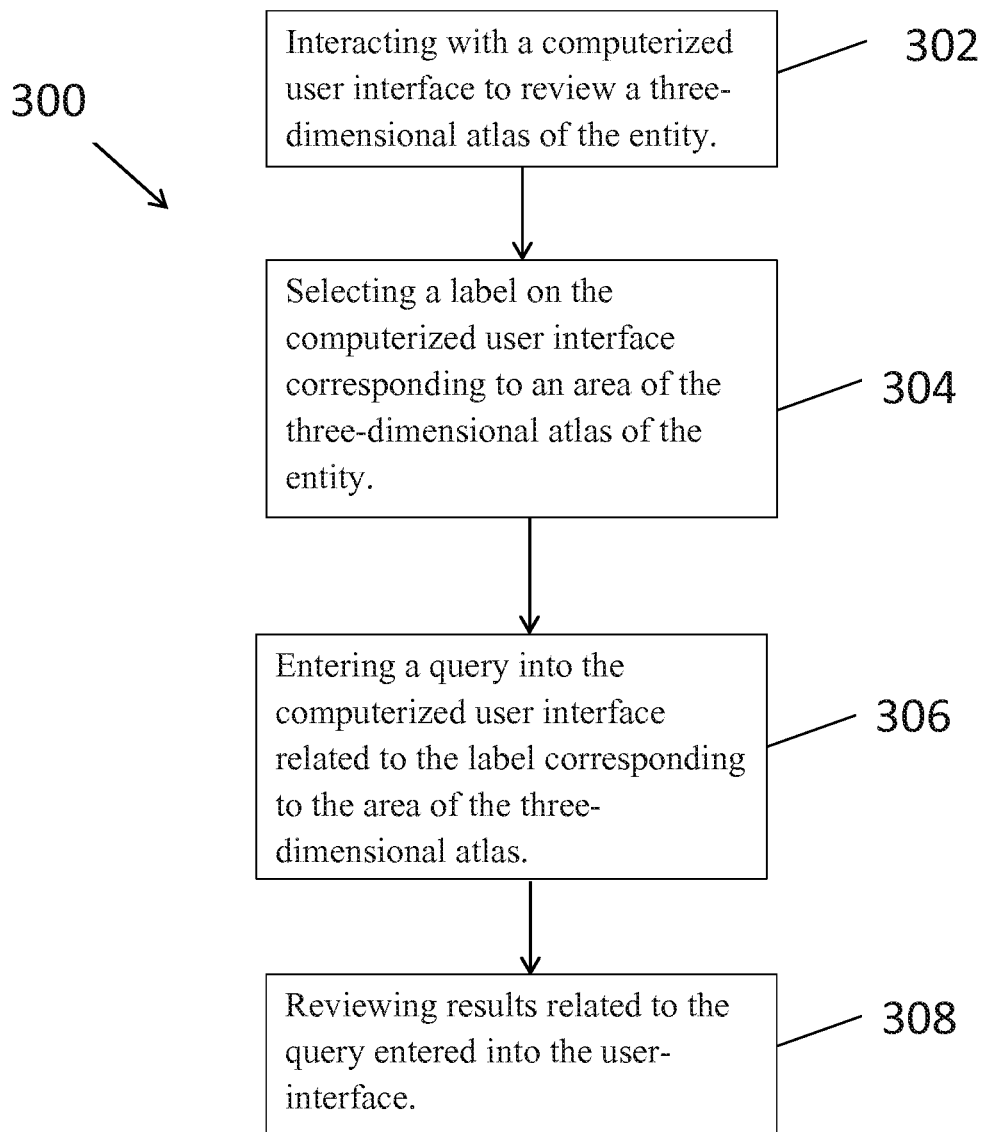 300
Interacting with a computerized
user interface to review a three-
dimensional atlas of the entity.
302
Selecting a label on the
computerized user interface
corresponding to an area of the
three-dimensional atlas of the
entity.
304
Entering a query into the
computerized user interface
related to the label corresponding
to the area of the three-
dimensional atlas.
306
Reviewing results related to the
query entered into the user-
interface.
308